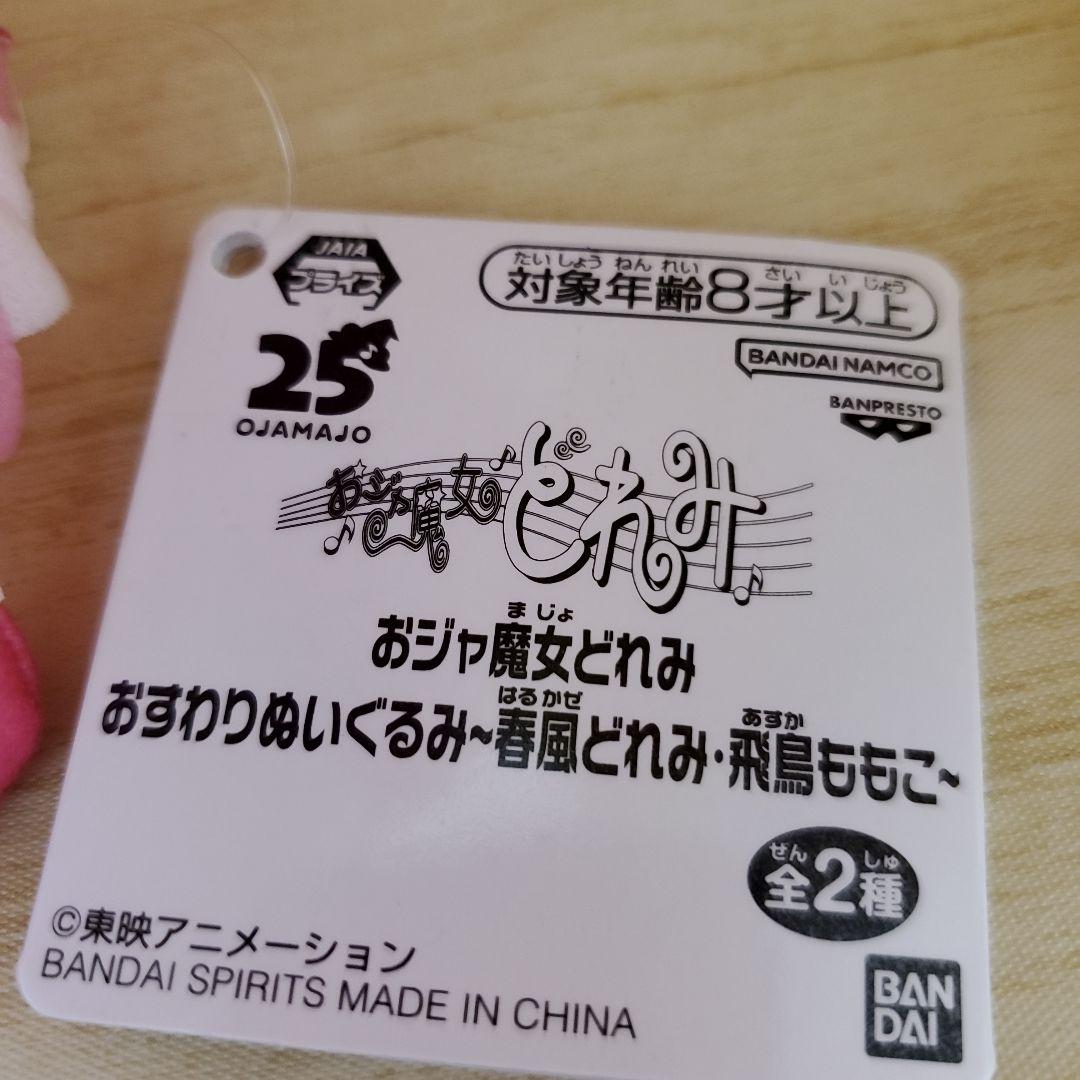 JAIA
プライズ
たいしょうねんれい さい いじょう
対象年齢8才以上
25
OJAMAJO
BANDAI NAMCO
BANPRESTO
おジャ魔女どれみ
まじょ
おジャ魔女どれみ
はるかぜ あすか
おすわりぬいぐるみ~春風どれみ・飛鳥ももこ~
ぜん しゅ
全2種
©東映アニメーション
BANDAI SPIRITS MADE IN CHINA
BAN
DAI